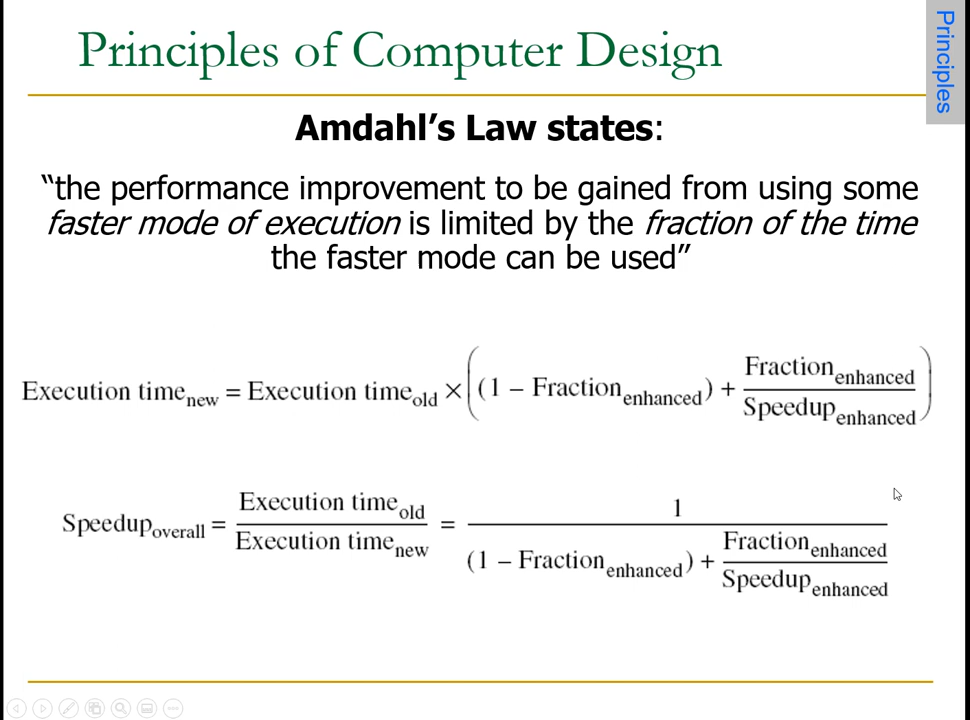 Principles of Computer Design
Principles
Amdahl’s Law states:
“the performance improvement to be gained from using some
faster mode of execution is limited by the fraction of the time
the faster mode can be used”
Execution time_new = Execution time_old × ( (1 – Fraction_enhanced) + Fraction_enhanced / Speedup_enhanced )
Speedup_overall = Execution time_old / Execution time_new = 1 / ( (1 – Fraction_enhanced) + Fraction_enhanced / Speedup_enhanced )